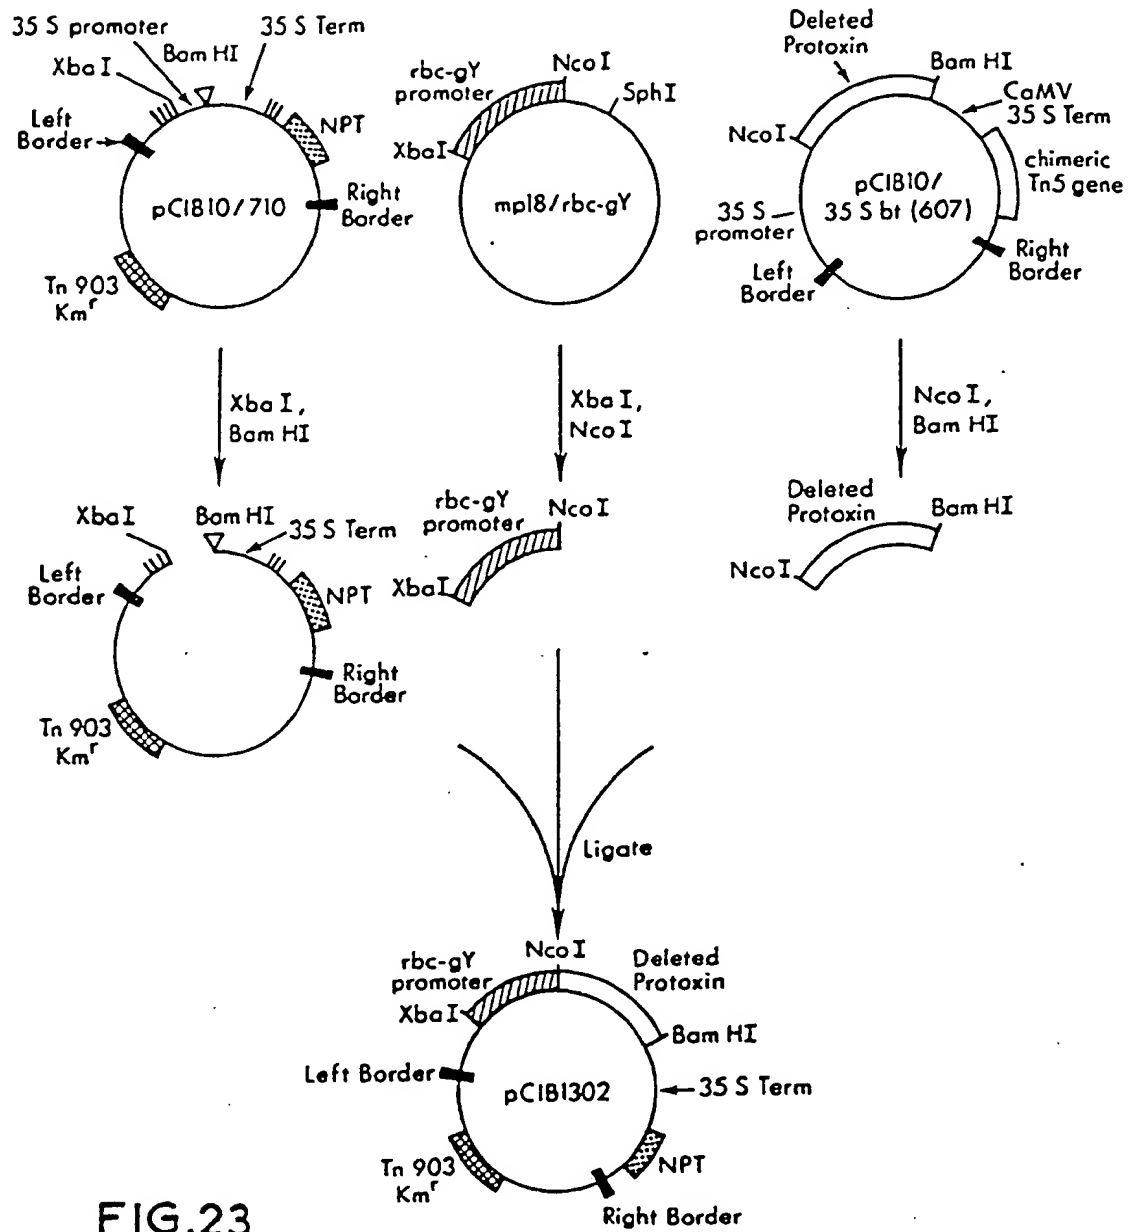 35 S promoter
Bam HI
35 S Term
Xba I
Left
Border
NPT
pCIB10/710
Right
Border
Tn 903
Kmʳ
rbc-gY
promoter
Nco I
Sph I
Xba I
mp18/rbc-gY
Deleted
Protoxin
Bam HI
CaMV
35 S Term
Nco I
chimeric
Tn5 gene
pCIB10/
35 S bt (607)
35 S
promoter
Left
Border
Right
Border
Xba I,
Bam HI
Xba I,
Nco I
Nco I,
Bam HI
Xba I
Bam HI
35 S Term
Left
Border
NPT
Right
Border
Tn 903
Kmʳ
rbc-gY
promoter
Nco I
Xba I
Deleted
Protoxin
Bam HI
Nco I
Ligate
Nco I
rbc-gY
promoter
Deleted
Protoxin
Xba I
Bam HI
Left Border
35 S Term
pCIB1302
Tn 903
Kmʳ
NPT
Right Border
FIG.23